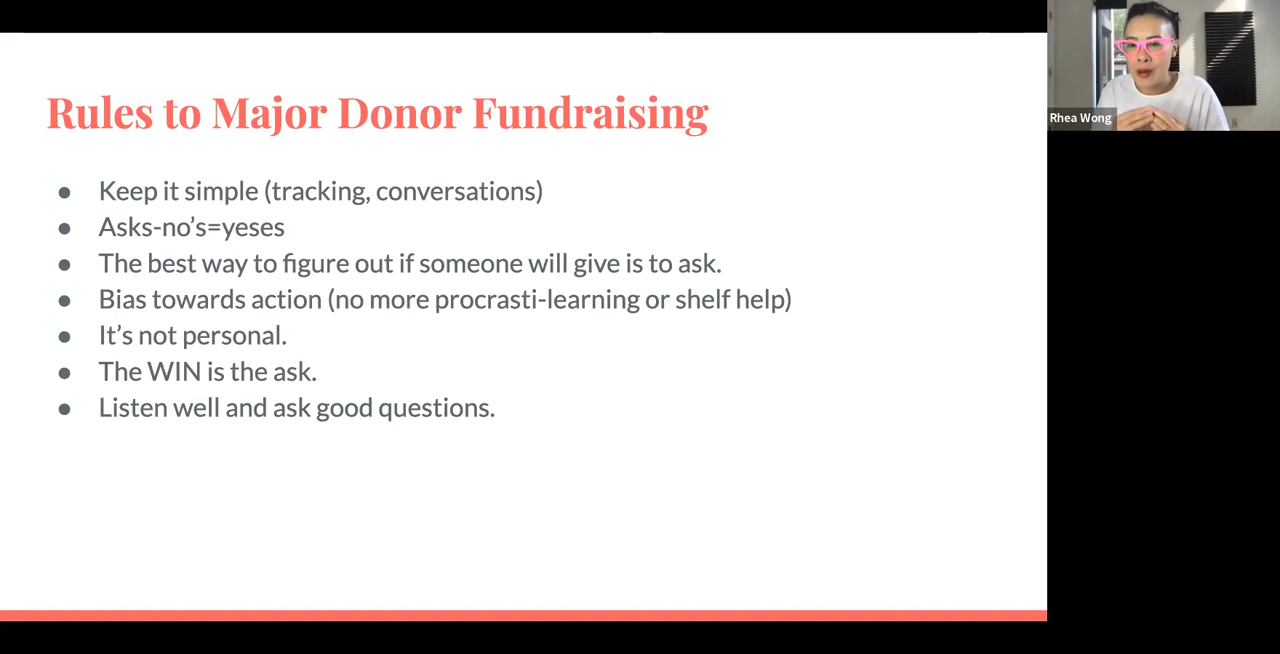 Rules to Major Donor Fundraising
● Keep it simple (tracking, conversations)
● Asks-no’s=yeses
● The best way to figure out if someone will give is to ask.
● Bias towards action (no more procrasti-learning or shelf help)
● It’s not personal.
● The WIN is the ask.
● Listen well and ask good questions.
Rhea Wong